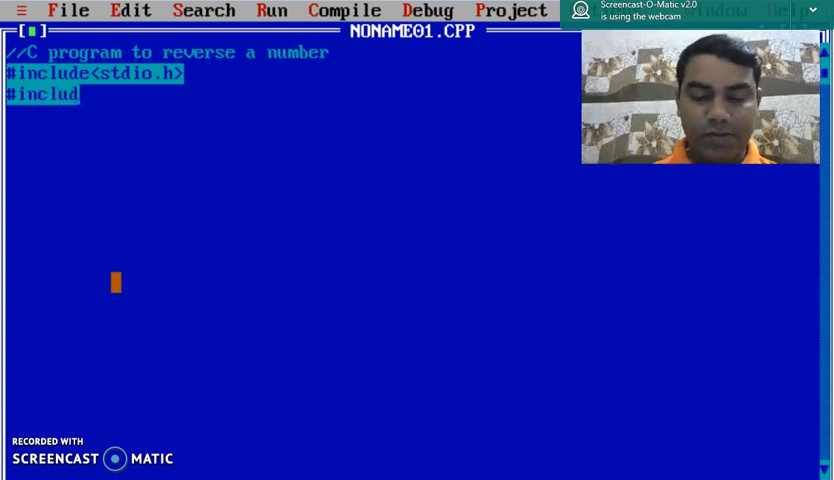 ≡ File Edit Search Run Compile Debug Project
Screencast-O-Matic v2.0
is using the webcam
NONAME01.CPP
//C program to reverse a number
#include<stdio.h>
#includ
RECORDED WITH
SCREENCAST MATIC